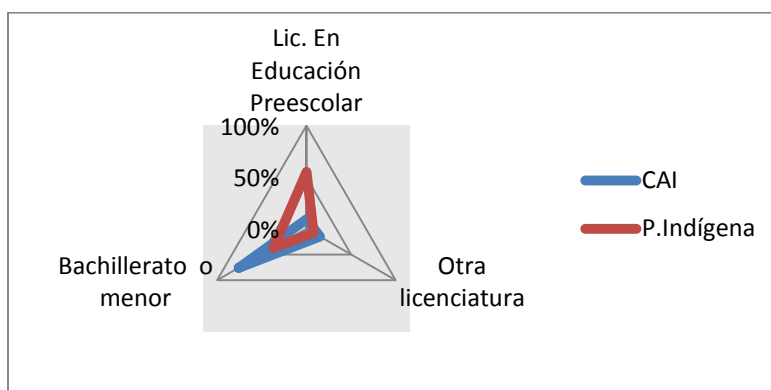 Lic. En
Educación
Preescolar
100%
50%
0%
CAI
P.Indígena
Bachillerato o
menor
Otra
licenciatura